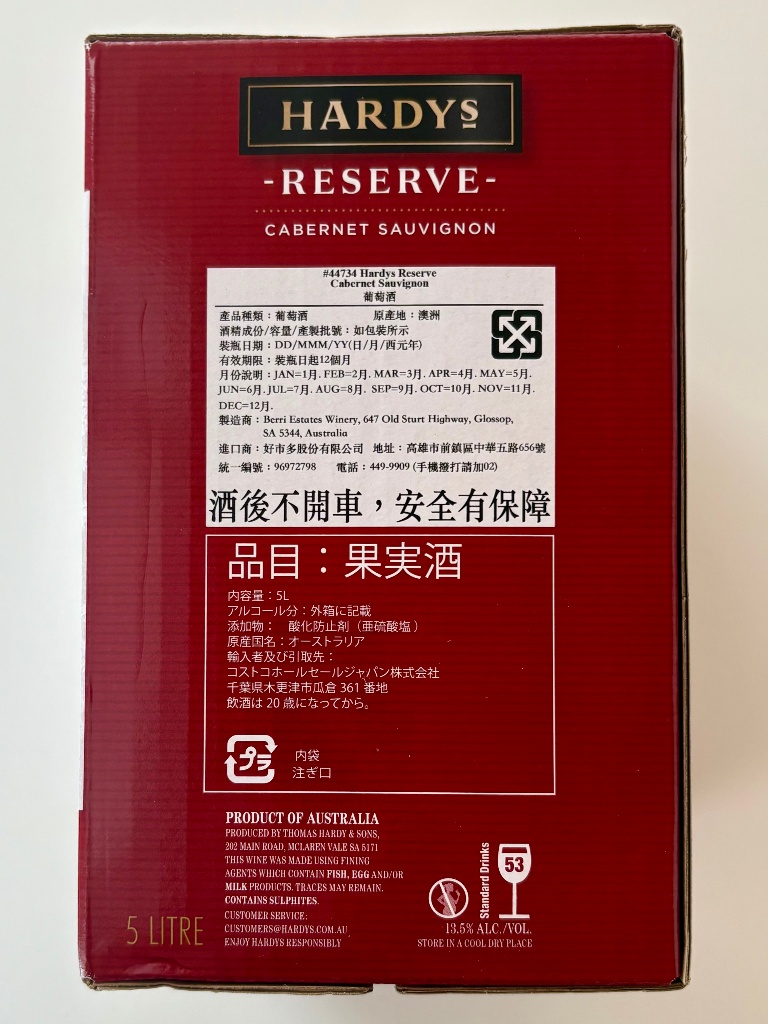 HARDYS
-RESERVE-
CABERNET SAUVIGNON
#44734 Hardys Reserve
Cabernet Sauvignon
葡萄酒
產品種類：葡萄酒 原產地：澳洲
酒精成份/容量/產製批號：如包裝所示
裝瓶日期：DD/MMM/YY(日/月/西元年)
有效期限：裝瓶日起12個月
月份說明：JAN=1月. FEB=2月. MAR=3月. APR=4月. MAY=5月.
JUN=6月. JUL=7月. AUG=8月. SEP=9月. OCT=10月. NOV=11月.
DEC=12月.
製造商：Berri Estates Winery, 647 Old Sturt Highway, Glossop,
SA 5344, Australia
進口商：好市多股份有限公司 地址：高雄市前鎮區中華五路656號
統一編號：96972798 電話：449-9909 (手機撥打請加02)
酒後不開車，安全有保障
品目：果実酒
内容量：5L
アルコール分：外箱に記載
添加物： 酸化防止剤（亜硫酸塩）
原産国名：オーストラリア
輸入者及び引取先：
コストコホールセールジャパン株式会社
千葉県木更津市瓜倉 361 番地
飲酒は 20 歳になってから。
プラ
内袋
注ぎ口
PRODUCT OF AUSTRALIA
PRODUCED BY THOMAS HARDY & SONS,
202 MAIN ROAD, MCLAREN VALE SA 5171
THIS WINE WAS MADE USING FINING
AGENTS WHICH CONTAIN FISH, EGG AND/OR
MILK PRODUCTS. TRACES MAY REMAIN.
CONTAINS SULPHITES.
CUSTOMER SERVICE:
CUSTOMERS@HARDYS.COM.AU
ENJOY HARDYS RESPONSIBLY
5 LITRE
Standard Drinks
53
13.5% ALC./VOL.
STORE IN A COOL DRY PLACE